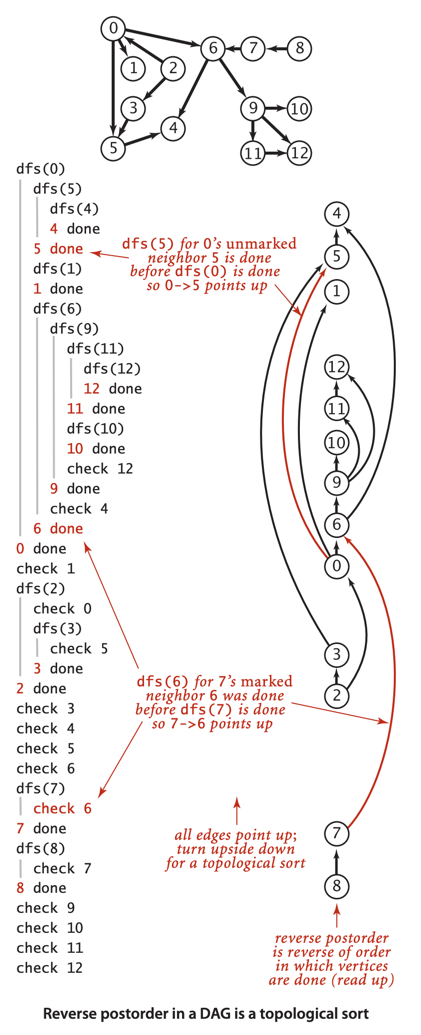 0
6
7
8
1
2
3
9
10
4
5
11
12
dfs(0)
dfs(5)
dfs(4)
4 done
5 done
dfs(1)
1 done
dfs(6)
dfs(9)
dfs(11)
dfs(12)
12 done
11 done
dfs(10)
10 done
check 12
9 done
check 4
6 done
0 done
check 1
dfs(2)
check 0
dfs(3)
check 5
3 done
2 done
check 3
check 4
check 5
check 6
dfs(7)
check 6
7 done
dfs(8)
check 7
8 done
check 9
check 10
check 11
check 12
dfs(5) for 0's unmarked
neighbor 5 is done
before dfs(0) is done
so 0->5 points up
dfs(6) for 7's marked
neighbor 6 was done
before dfs(7) is done
so 7->6 points up
all edges point up;
turn upside down
for a topological sort
4
5
1
12
11
10
9
6
0
3
2
7
8
reverse postorder
is reverse of order
in which vertices
are done (read up)
Reverse postorder in a DAG is a topological sort